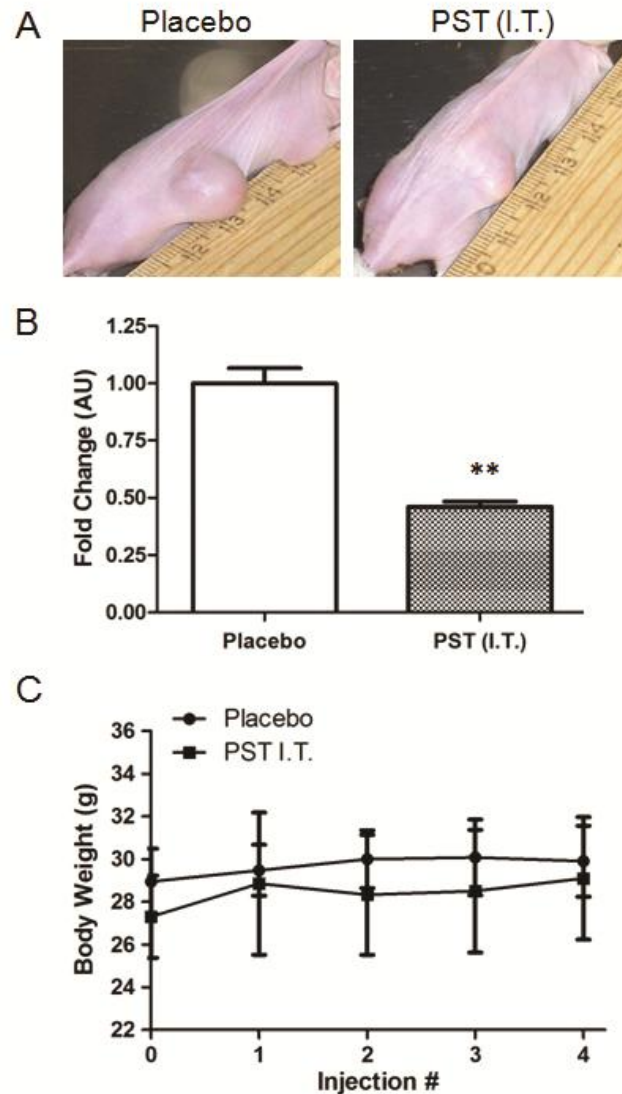 A
Placebo
PST (I.T.)
B
Fold Change (AU)
1.25
1.00
0.75
0.50
0.25
0.00
**
Placebo
PST (I.T.)
C
Placebo
PST I.T.
Body Weight (g)
36
34
32
30
28
26
24
22
0 1 2 3 4
Injection #